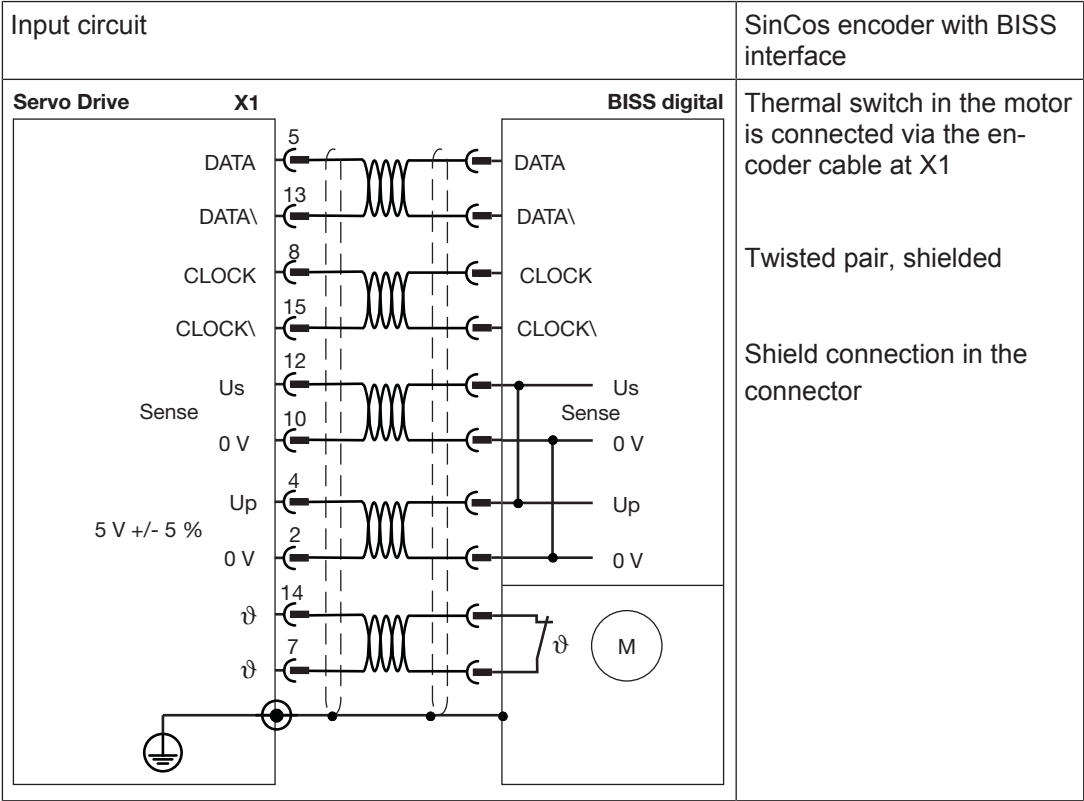 Input circuit
SinCos encoder with BISS
interface
Servo Drive X1 BISS digital
5
DATA DATA
13
DATA\ DATA\
8
CLOCK CLOCK
15
CLOCK\ CLOCK\
12
Us Us
Sense Sense
10
0 V 0 V
4
Up Up
5 V +/- 5 %
2
0 V 0 V
14
ϑ
ϑ M
7
ϑ
Thermal switch in the motor
is connected via the en-
coder cable at X1
Twisted pair, shielded
Shield connection in the
connector